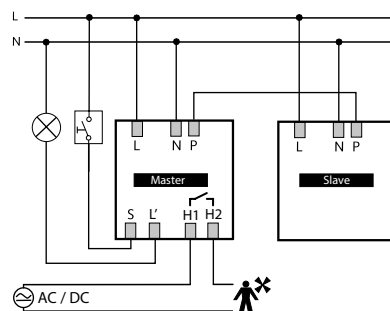 L
N
L N P
L N P
Master
Slave
S L' H1 H2
AC / DC